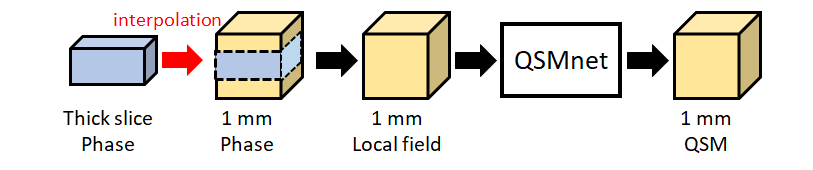 interpolation
QSMnet
Thick slice
Phase
1 mm
Phase
1 mm
Local field
1 mm
QSM